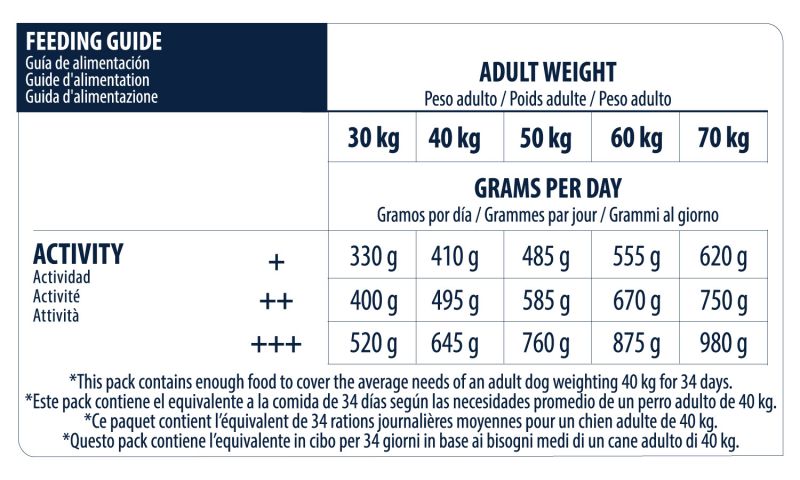 FEEDING GUIDE
Guía de alimentación
Guide d'alimentation
Guida d'alimentazione
ADULT WEIGHT
Peso adulto / Poids adulte / Peso adulto
30 kg 40 kg 50 kg 60 kg 70 kg
GRAMS PER DAY
Gramos por día / Grammes par jour / Grammi al giorno
ACTIVITY
Actividad
Activité
Attività
+ 330 g 410 g 485 g 555 g 620 g
++ 400 g 495 g 585 g 670 g 750 g
+++ 520 g 645 g 760 g 875 g 980 g
*This pack contains enough food to cover the average needs of an adult dog weighting 40 kg for 34 days.
*Este pack contiene el equivalente a la comida de 34 días según las necesidades promedio de un perro adulto de 40 kg.
*Ce paquet contient l’équivalent de 34 rations journalières moyennes pour un chien adulte de 40 kg.
*Questo pack contiene l’equivalente in cibo per 34 giorni in base ai bisogni medi di un cane adulto di 40 kg.